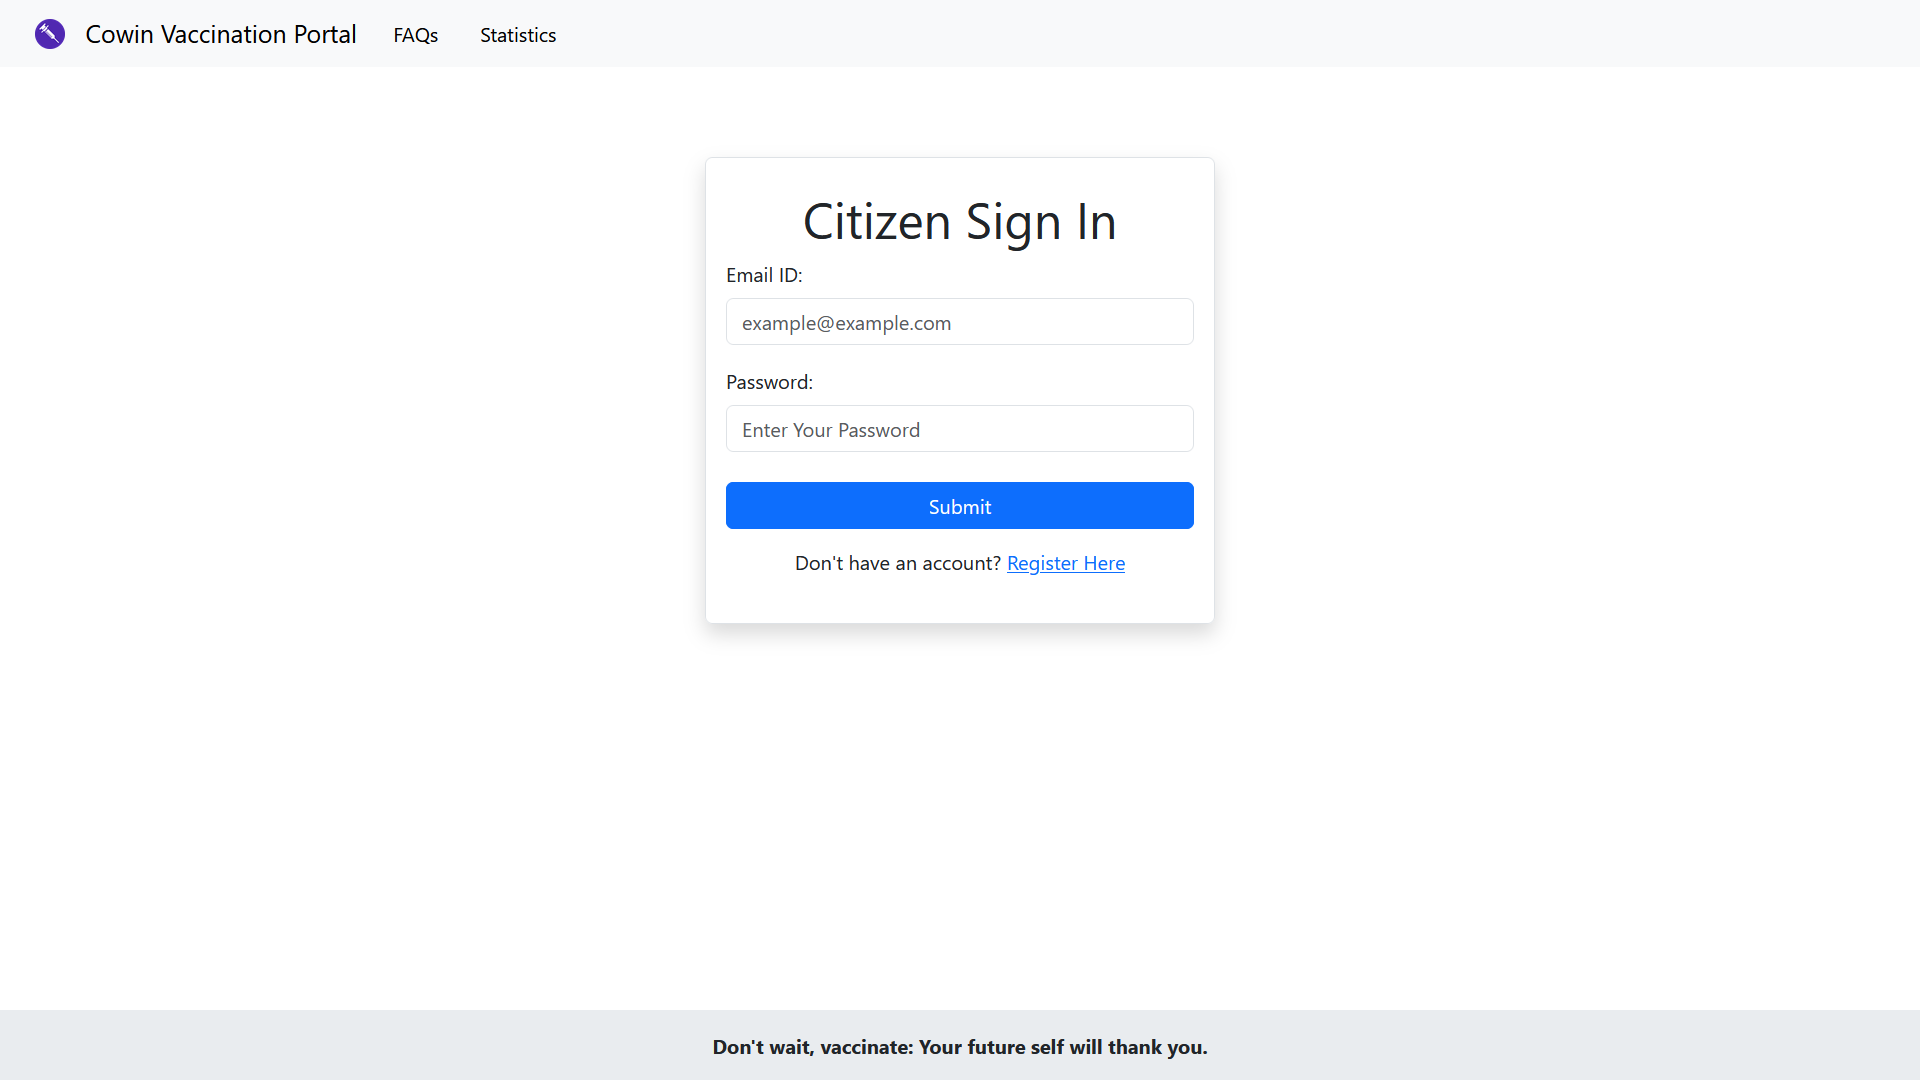 Cowin Vaccination Portal FAQs Statistics
Citizen Sign In
Email ID:
example@example.com
Password:
Enter Your Password
Submit
Don't have an account? Register Here
Don't wait, vaccinate: Your future self will thank you.